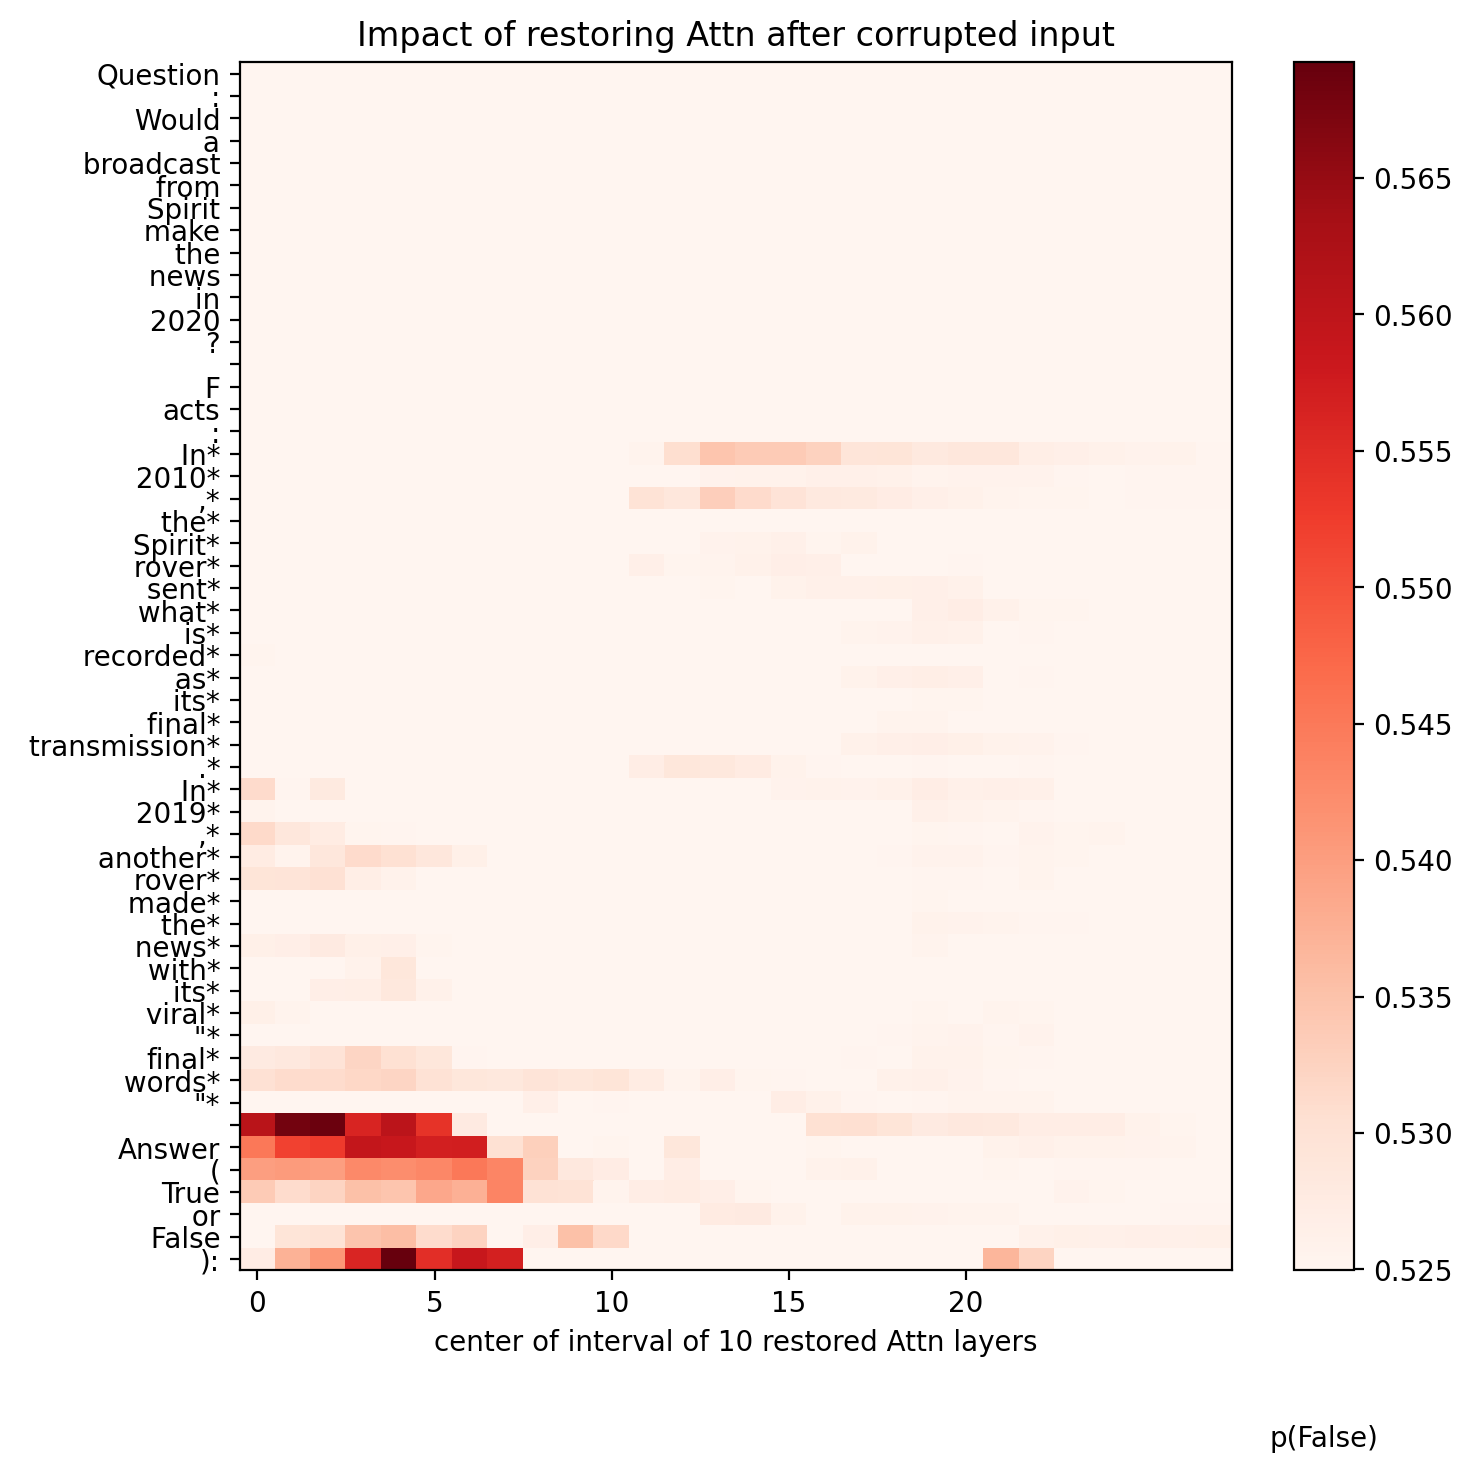 Impact of restoring Attn after corrupted input
Question
:
Would
a
broadcast
from
Spirit
make
the
news
in
2020
?
F
acts
:
In*
2010*
,*
the*
Spirit*
rover*
sent*
what*
is*
recorded*
as*
its*
final*
transmission*
.*
In*
2019*
,*
another*
rover*
made*
the*
news*
with*
its*
viral*
"*
final*
words*
"*
Answer
(
True
or
False
):
0 5 10 15 20
center of interval of 10 restored Attn layers
0.565
0.560
0.555
0.550
0.545
0.540
0.535
0.530
0.525
p(False)